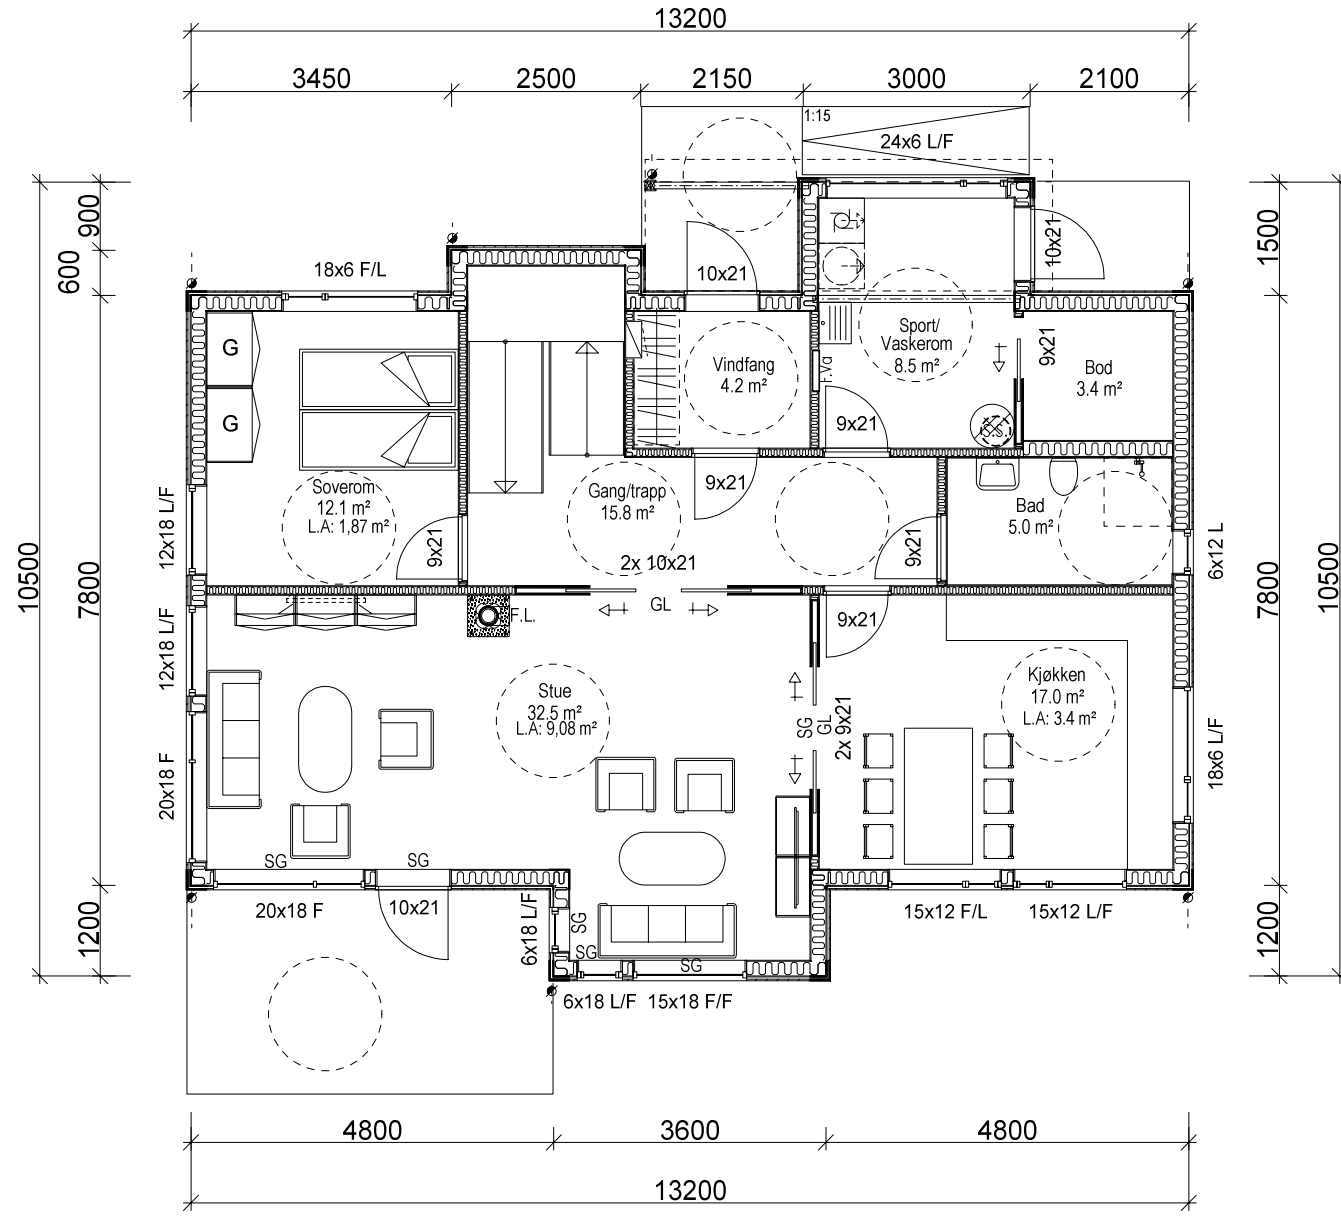 13200
3450 2500 2150 3000 2100
1:15
24x6 L/F
900
600
1500
10x21
18x6 F/L
10x21
G
G
Sport/
Vaskerom
8.5 m²
9x21
Vindfang
4.2 m²
Bod
3.4 m²
9x21
S.S.
9x21
Soverom
12.1 m²
L.A: 1,87 m²
Gang/trapp
15.8 m²
Bad
5.0 m²
12x18 L/F
9x21
9x21
6x12 L
10500
7800
7800
10500
2x 10x21
GL
F.L.
9x21
12x18 L/F
Stue
32.5 m²
L.A: 9,08 m²
Kjøkken
17.0 m²
L.A: 3.4 m²
SG
GL
2x 9x21
18x6 L/F
20x18 F
SG
SG
20x18 F
10x21
6x18 L/F
SG
SG
SG
15x12 F/L
15x12 L/F
1200
1200
6x18 L/F
15x18 F/F
4800 3600 4800
13200